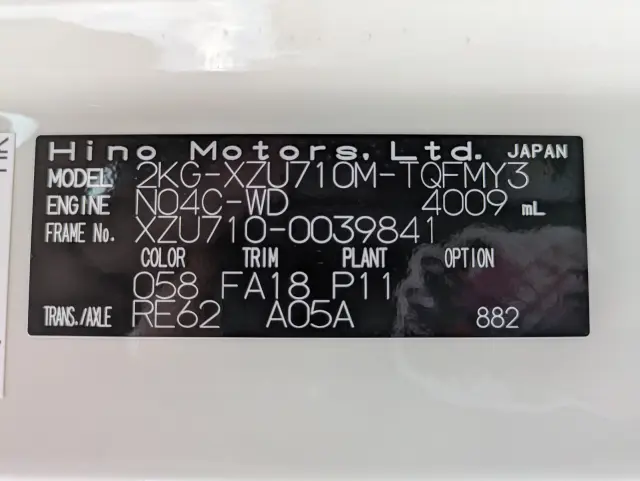 Hino Motors, Ltd. JAPAN
MODEL 2KG-XZU710M-TQFMY3
ENGINE N04C-WD 4009 mL
FRAME No. XZU710-0039841
COLOR TRIM PLANT OPTION
058 FA18 P11
TRANS./AXLE RE62 A05A 882